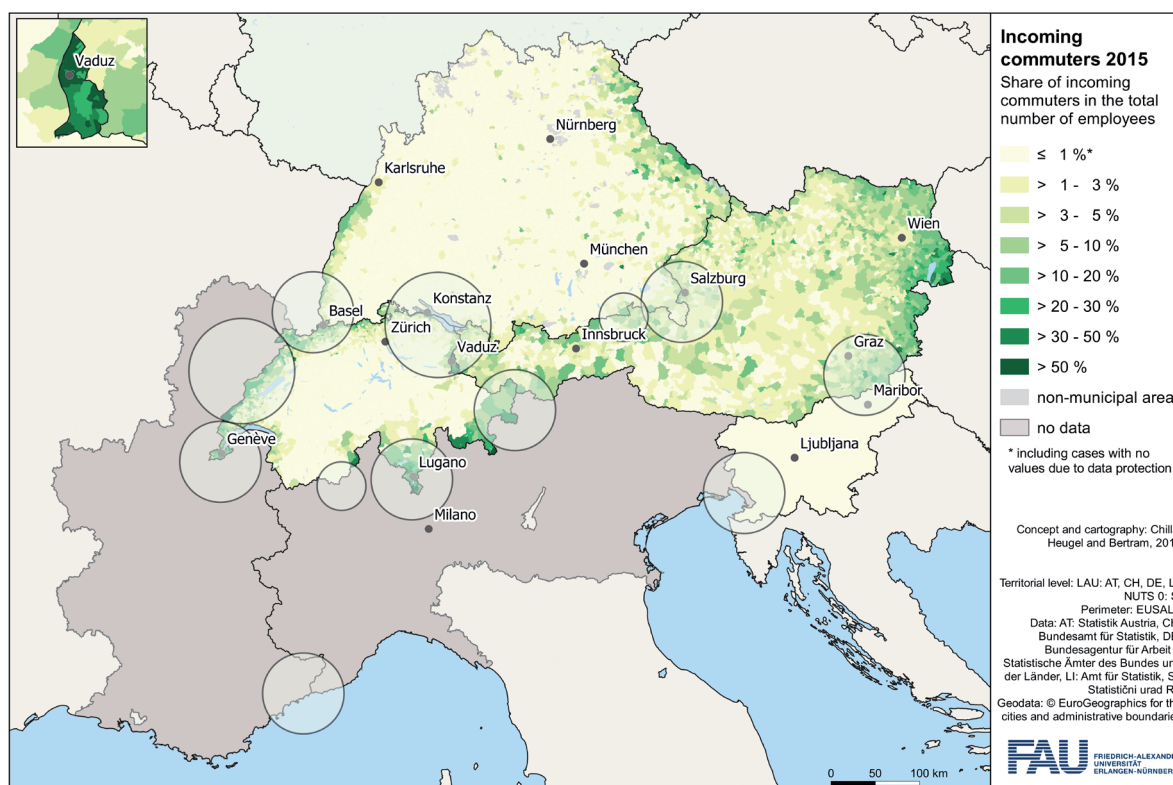 Vaduz
Nürnberg
Karlsruhe
Wien
München
Salzburg
Basel
Konstanz
Zürich
Vaduz
Innsbruck
Graz
Maribor
Genève
Lugano
Ljubljana
Milano
0 50 100 km
Incoming
commuters 2015
Share of incoming
commuters in the total
number of employees
≤ 1 %*
> 1 - 3 %
> 3 - 5 %
> 5 - 10 %
> 10 - 20 %
> 20 - 30 %
> 30 - 50 %
> 50 %
non-municipal area
no data
* including cases with no
values due to data protection
Concept and cartography: Chill
Heugel and Bertram, 201
Territorial level: LAU: AT, CH, DE, L
NUTS 0: S
Perimeter: EUSAL
Data: AT: Statistik Austria, CH
Bundesamt für Statistik, DE
Bundesagentur für Arbeit
Statistische Ämter des Bundes un
der Länder, LI: Amt für Statistik, S
Statistični urad R
Geodata: © EuroGeographics for th
cities and administrative boundarie
FAU
FRIEDRICH-ALEXANDE
UNIVERSITÄT
ERLANGEN-NÜRNBER